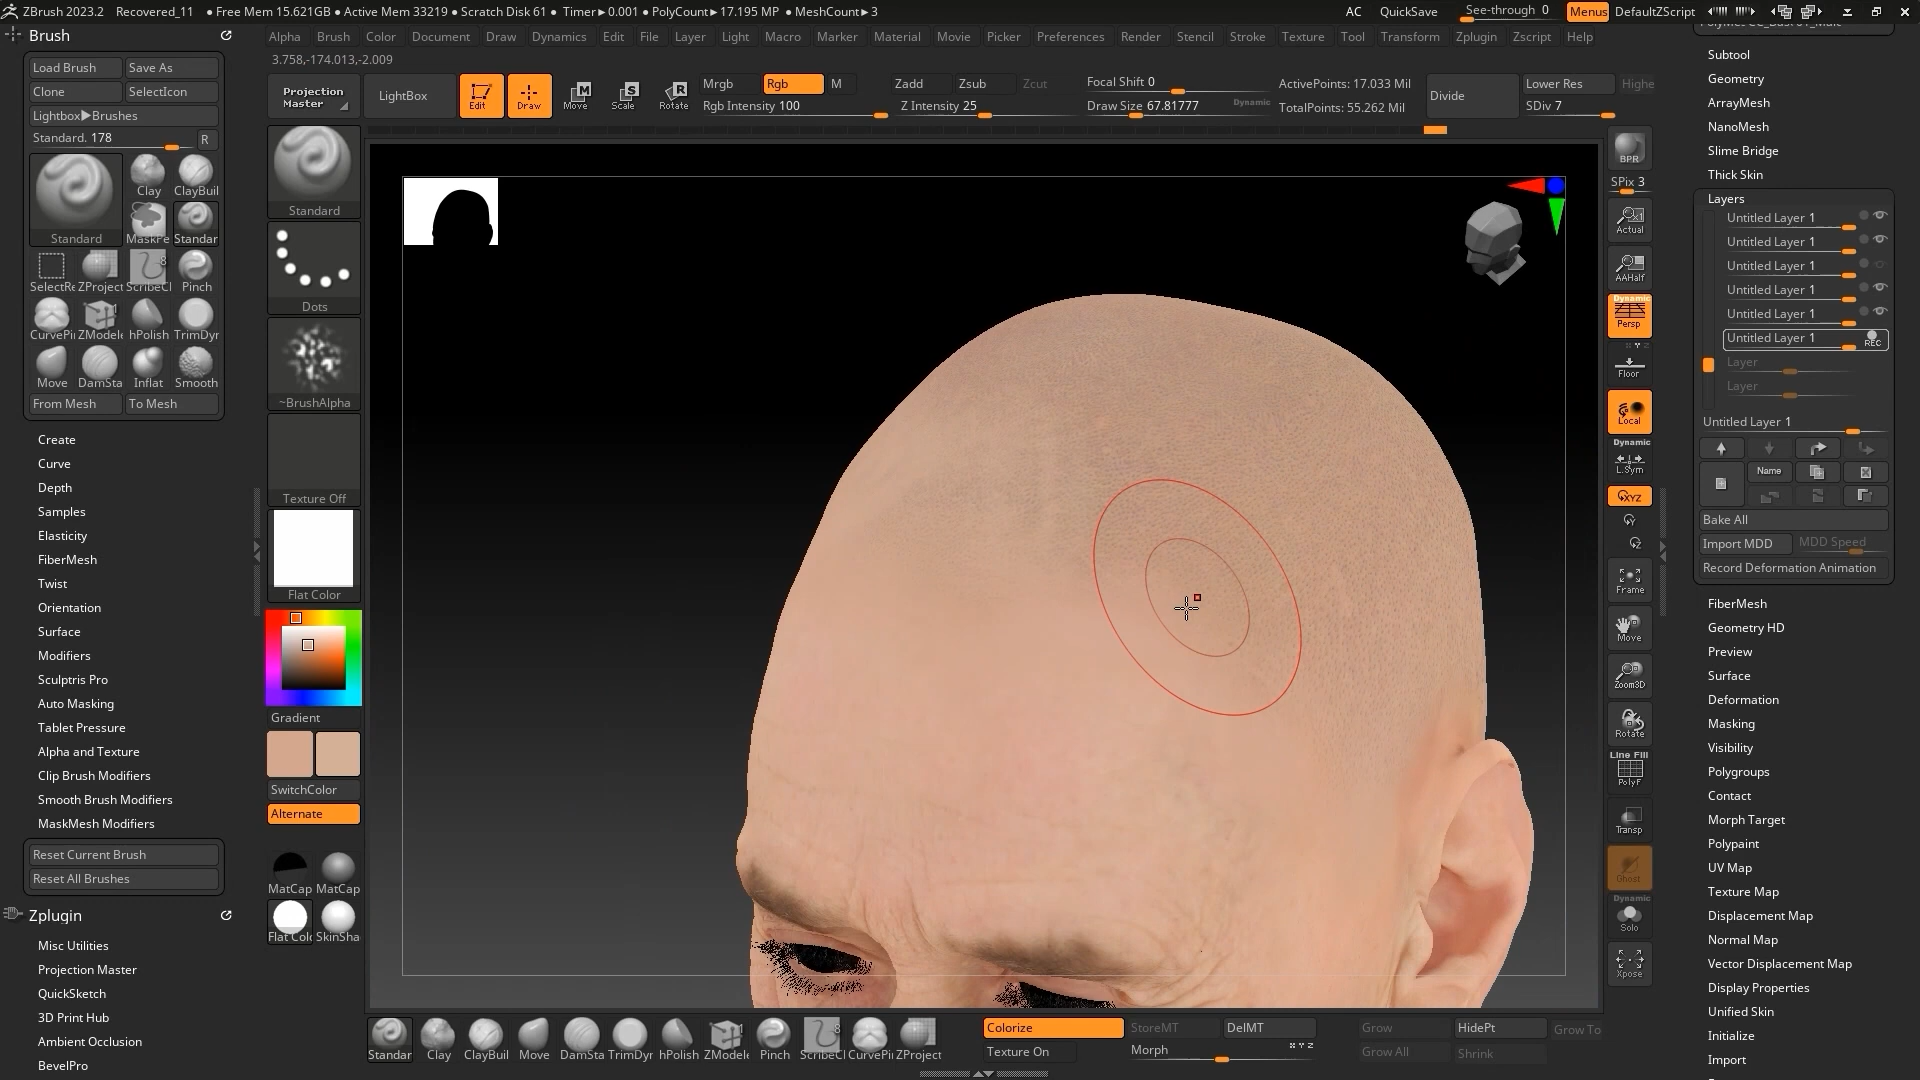 ZBrush 2023.2 Recovered_11 • Free Mem 15.621GB • Active Mem 33219 • Scratch Disk 61 • Timer▶0.001 • PolyCount▶17.195 MP • MeshCount▶3 AC QuickSave See-through 0 Menus DefaultZScript
Alpha Brush Color Document Draw Dynamics Edit File Layer Light Macro Marker Material Movie Picker Preferences Render Stencil Stroke Texture Tool Transform Zplugin Zscript Help
3.758,-174.013,-2.009
Projection Master
LightBox
Edit
Draw
Move
Scale
Rotate
Mrgb Rgb M
Rgb Intensity 100
Zadd Zsub Zcut
Z Intensity 25
Focal Shift 0
Draw Size 67.81777 Dynamic
ActivePoints: 17.033 Mil
TotalPoints: 55.262 Mil
Divide
Lower Res Highe
SDiv 7
Brush
Load Brush Save As
Clone SelectIcon
Lightbox▶Brushes
Standard. 178 R
Standard
Clay ClayBuil
MaskPe Standar
SelectRe ZProject ScribeCl Pinch
CurvePi ZModele hPolish TrimDyn
Move DamSta Inflat Smooth
From Mesh To Mesh
Create
Curve
Depth
Samples
Elasticity
FiberMesh
Twist
Orientation
Surface
Modifiers
Sculptris Pro
Auto Masking
Tablet Pressure
Alpha and Texture
Clip Brush Modifiers
Smooth Brush Modifiers
MaskMesh Modifiers
Reset Current Brush
Reset All Brushes
Zplugin
Misc Utilities
Projection Master
QuickSketch
3D Print Hub
Ambient Occlusion
BevelPro
Standard
Dots
~BrushAlpha
Texture Off
Flat Color
Gradient
SwitchColor
Alternate
MatCap MatCap
Flat Colo SkinSha
BPR
SPix 3
Actual
AAHalf
Dynamic
Persp
Floor
Local
Dynamic
L.Sym
XYZ
Frame
Move
Zoom3D
Rotate
Line Fill
PolyF
Transp
Ghost
Dynamic
Solo
Xpose
Subtool
Geometry
ArrayMesh
NanoMesh
Slime Bridge
Thick Skin
Layers
Untitled Layer 1
Untitled Layer 1
Untitled Layer 1
Untitled Layer 1
Untitled Layer 1
Untitled Layer 1 REC
Layer
Layer
Untitled Layer 1
Name
Bake All
Import MDD MDD Speed
Record Deformation Animation
FiberMesh
Geometry HD
Preview
Surface
Deformation
Masking
Visibility
Polygroups
Contact
Morph Target
Polypaint
UV Map
Texture Map
Displacement Map
Normal Map
Vector Displacement Map
Display Properties
Unified Skin
Initialize
Import
Standar Clay ClayBuil Move DamSta TrimDyn hPolish ZModele Pinch ScribeCl CurvePi ZProject
Colorize StoreMT DelMT Grow HidePt Grow To
Texture On Morph Grow All Shrink